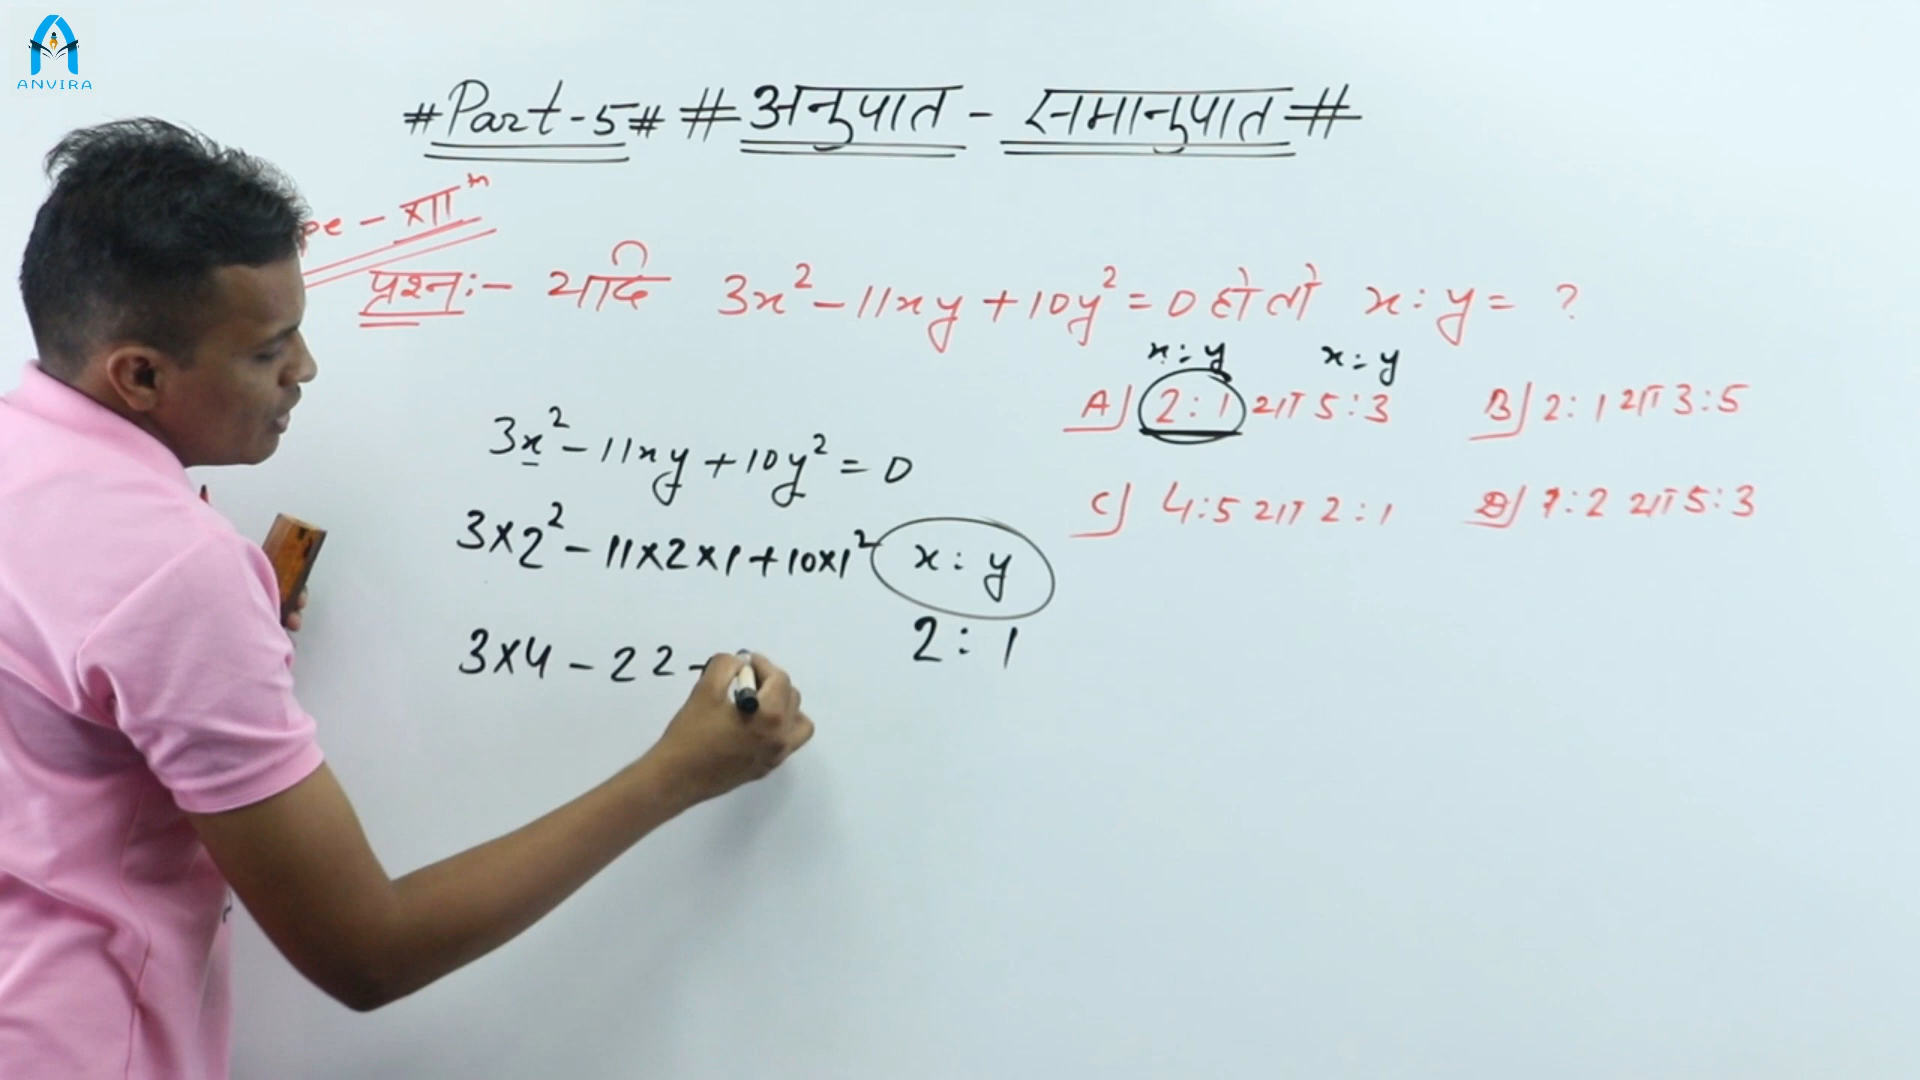 ANVIRA
#Part-5# #अनुपात - समानुपात#
pe - XIIⁿ
प्रश्न:- यदि 3x² - 11xy + 10y² = 0 हो तो x : y = ?
x : y x : y
A) 2 : 1 या 5 : 3 B) 2 : 1 या 3 : 5
C) 4 : 5 या 2 : 1 D) 1 : 2 या 5 : 3
3x² - 11xy + 10y² = 0
3×2² - 11×2×1 + 10×1² x : y
3×4 - 22 2 : 1